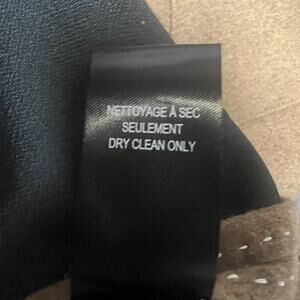 NETTOYAGE À SEC
SEULEMENT
DRY CLEAN ONLY